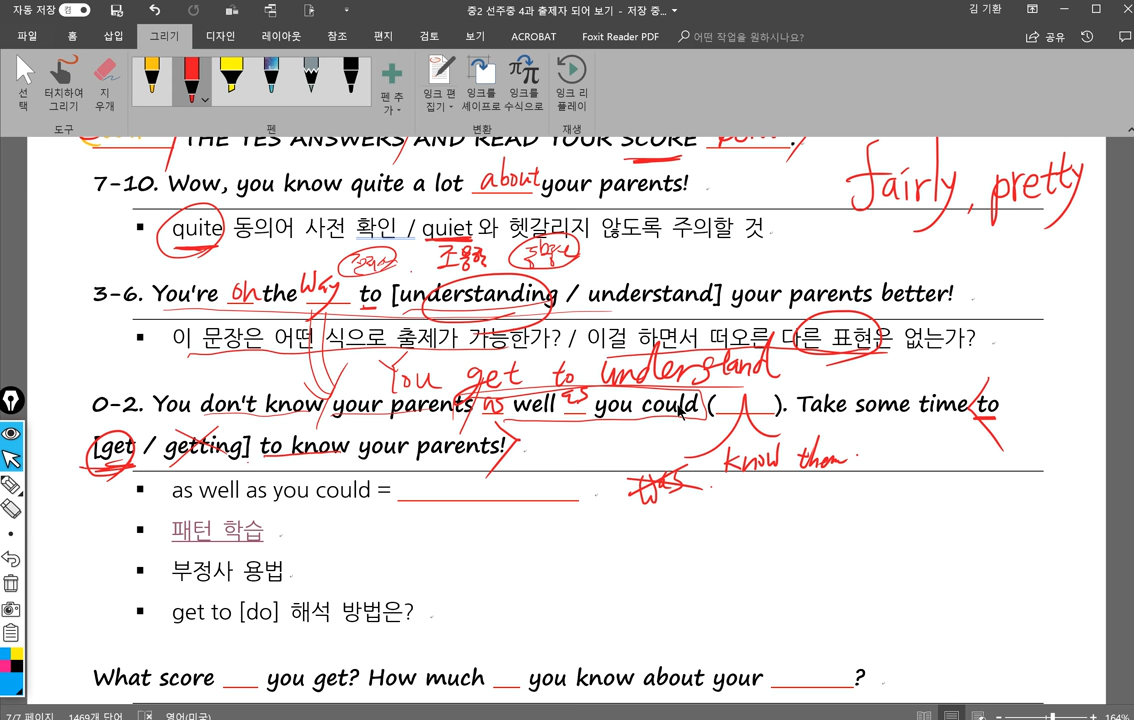 자동 저장 끔 중2 선주중 4과 출제자 되어 보기 - 저장 중... 김 기환
파일 홈 삽입 그리기 디자인 레이아웃 참조 편지 검토 보기 ACROBAT Foxit Reader PDF 어떤 작업을 원하시나요? 공유
선택 터치하여 그리기 지우개 펜 추가 잉크 편집기 잉크를 셰이프로 잉크를 수식으로 잉크 리플레이
도구 펜 변환 재생
THE YES ANSWERS AND READ YOUR SCORE .
fairly, pretty
7-10. Wow, you know quite a lot about your parents!
quite 동의어 사전 확인 / quiet와 헷갈리지 않도록 주의할 것
조용한
3-6. You're on the way to [understanding / understand] your parents better!
이 문장은 어떤 식으로 출제가 가능한가? / 이걸 하면서 떠오른 다른 표현은 없는가?
You get to understand
0-2. You don't know your parents as well as you could ( ). Take some time to
[get / getting] to know your parents!
know them.
was
as well as you could =
패턴 학습
부정사 용법
get to [do] 해석 방법은?
What score ___ you get? How much __ you know about your ______?
7/7 페이지 1469개 단어 영어(미국) 164%